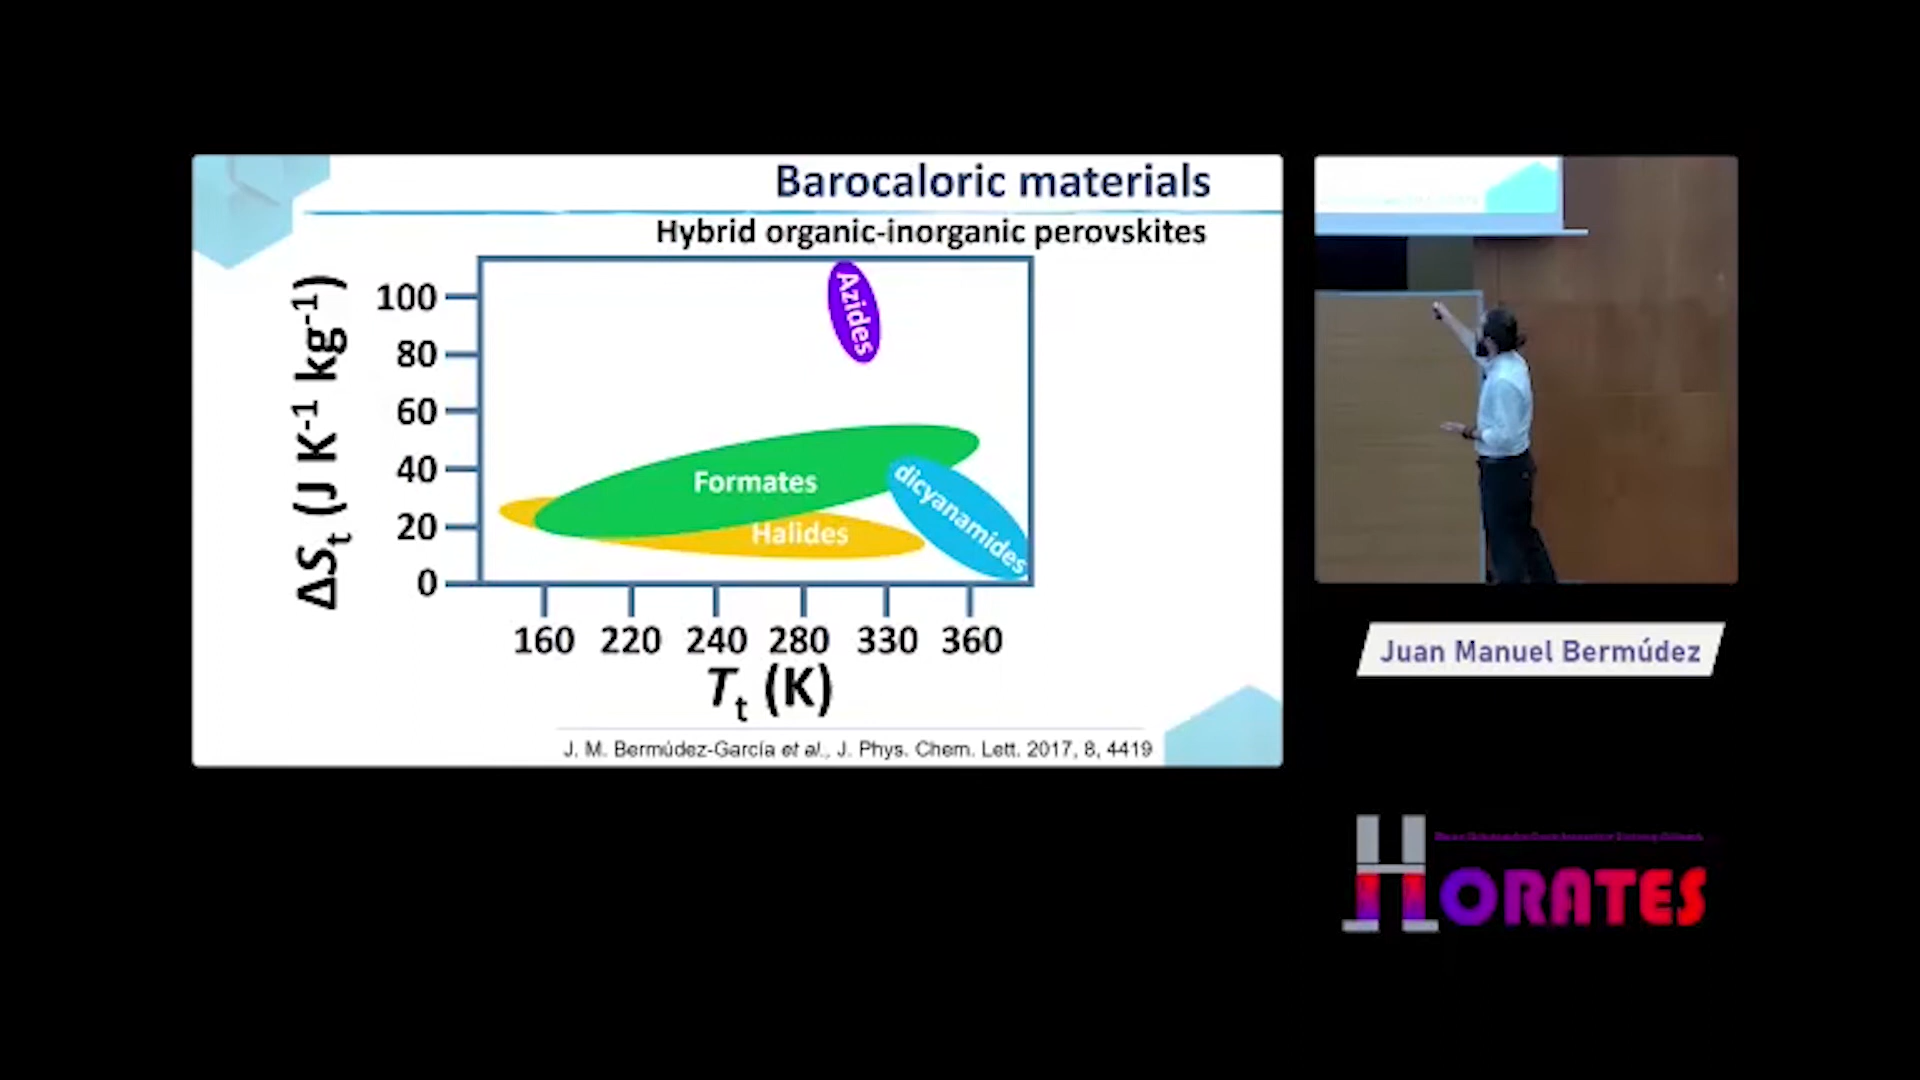 Barocaloric materials
Hybrid organic-inorganic perovskites
ΔSt (J K-1 kg-1)
100
80
60
40
20
0
Azides
Formates
Halides
dicyanamides
160 220 240 280 330 360
Tt (K)
J. M. Bermúdez-García et al., J. Phys. Chem. Lett. 2017, 8, 4419
Juan Manuel Bermúdez
HORATES